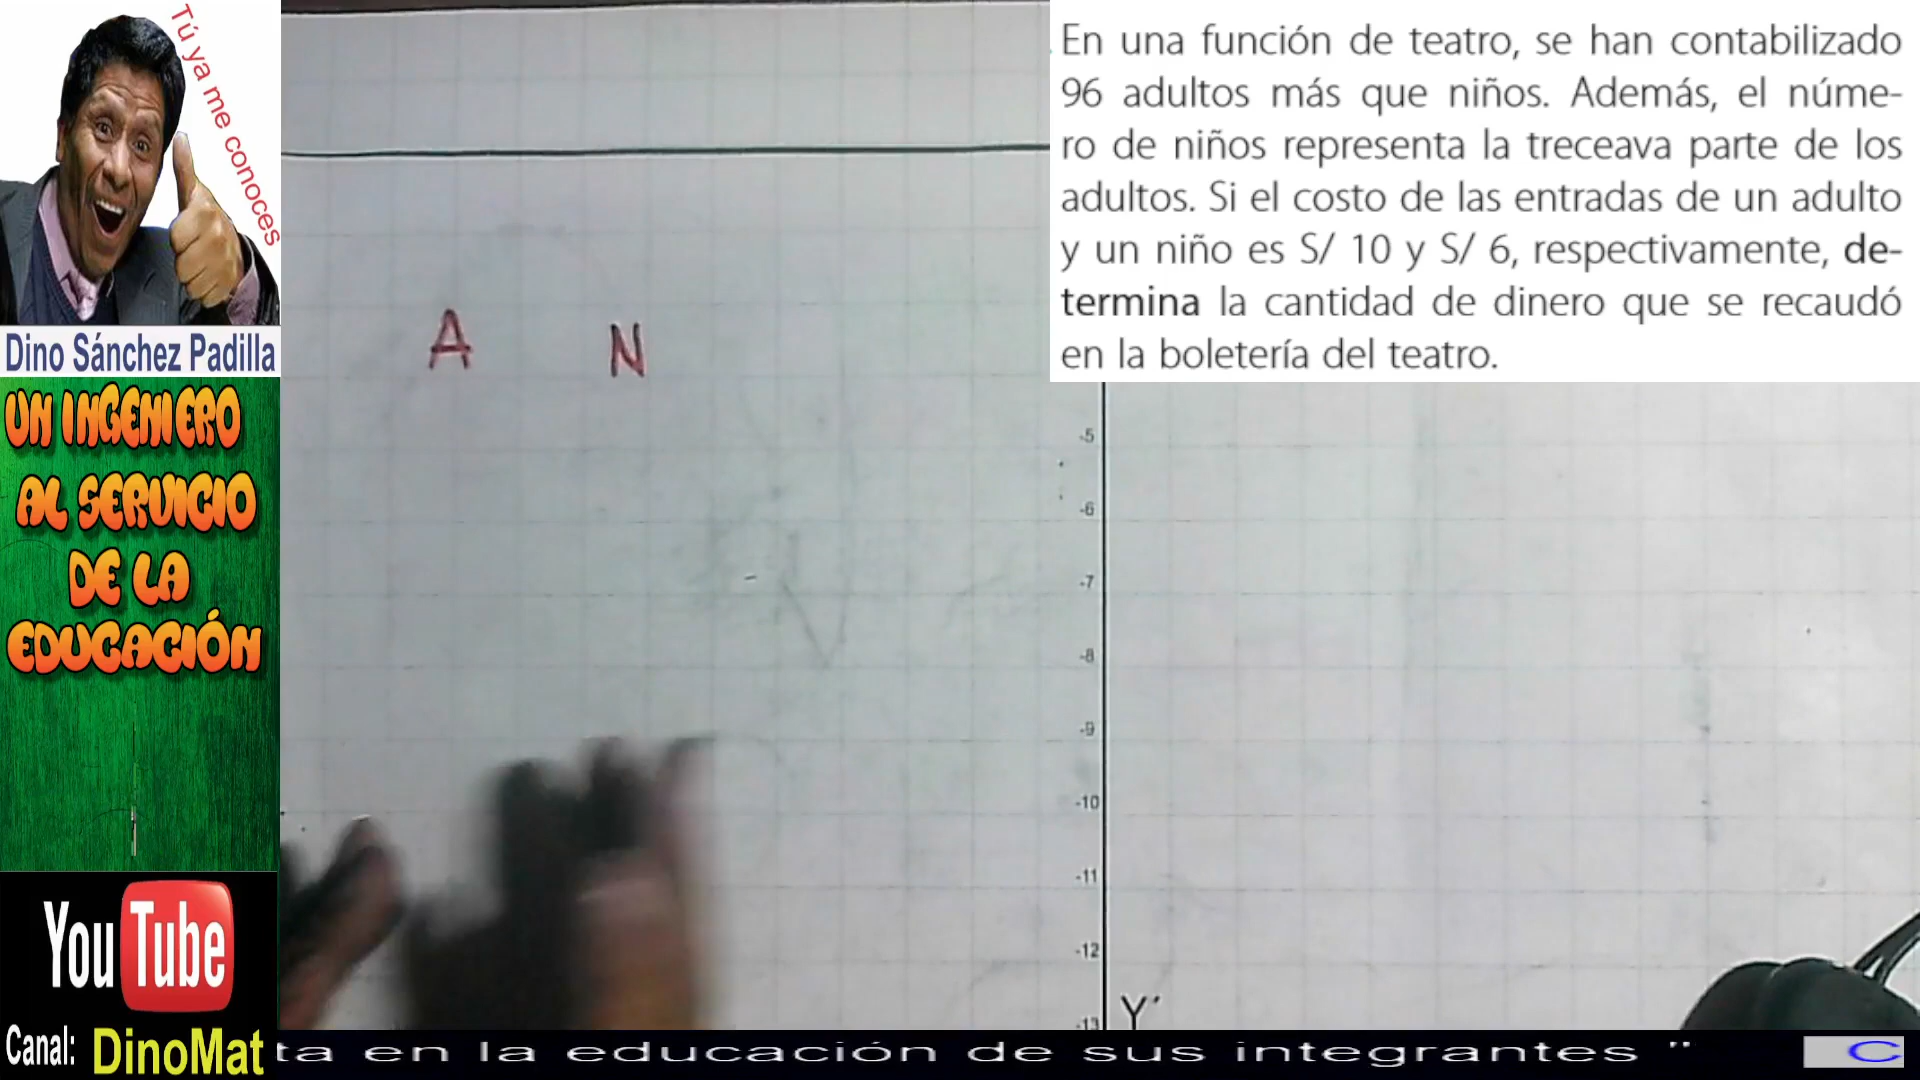 Tú ya me conoces
Dino Sánchez Padilla
UN INGENIERO
AL SERVICIO
DE LA
EDUCACIÓN
YouTube
Canal: DinoMat
A N
En una función de teatro, se han contabilizado
96 adultos más que niños. Además, el núme-
ro de niños representa la treceava parte de los
adultos. Si el costo de las entradas de un adulto
y un niño es S/ 10 y S/ 6, respectivamente, de-
termina la cantidad de dinero que se recaudó
en la boletería del teatro.
-5
-6
-7
-8
-9
-10
-11
-12
-13
Y´
ta en la educación de sus integrantes " C